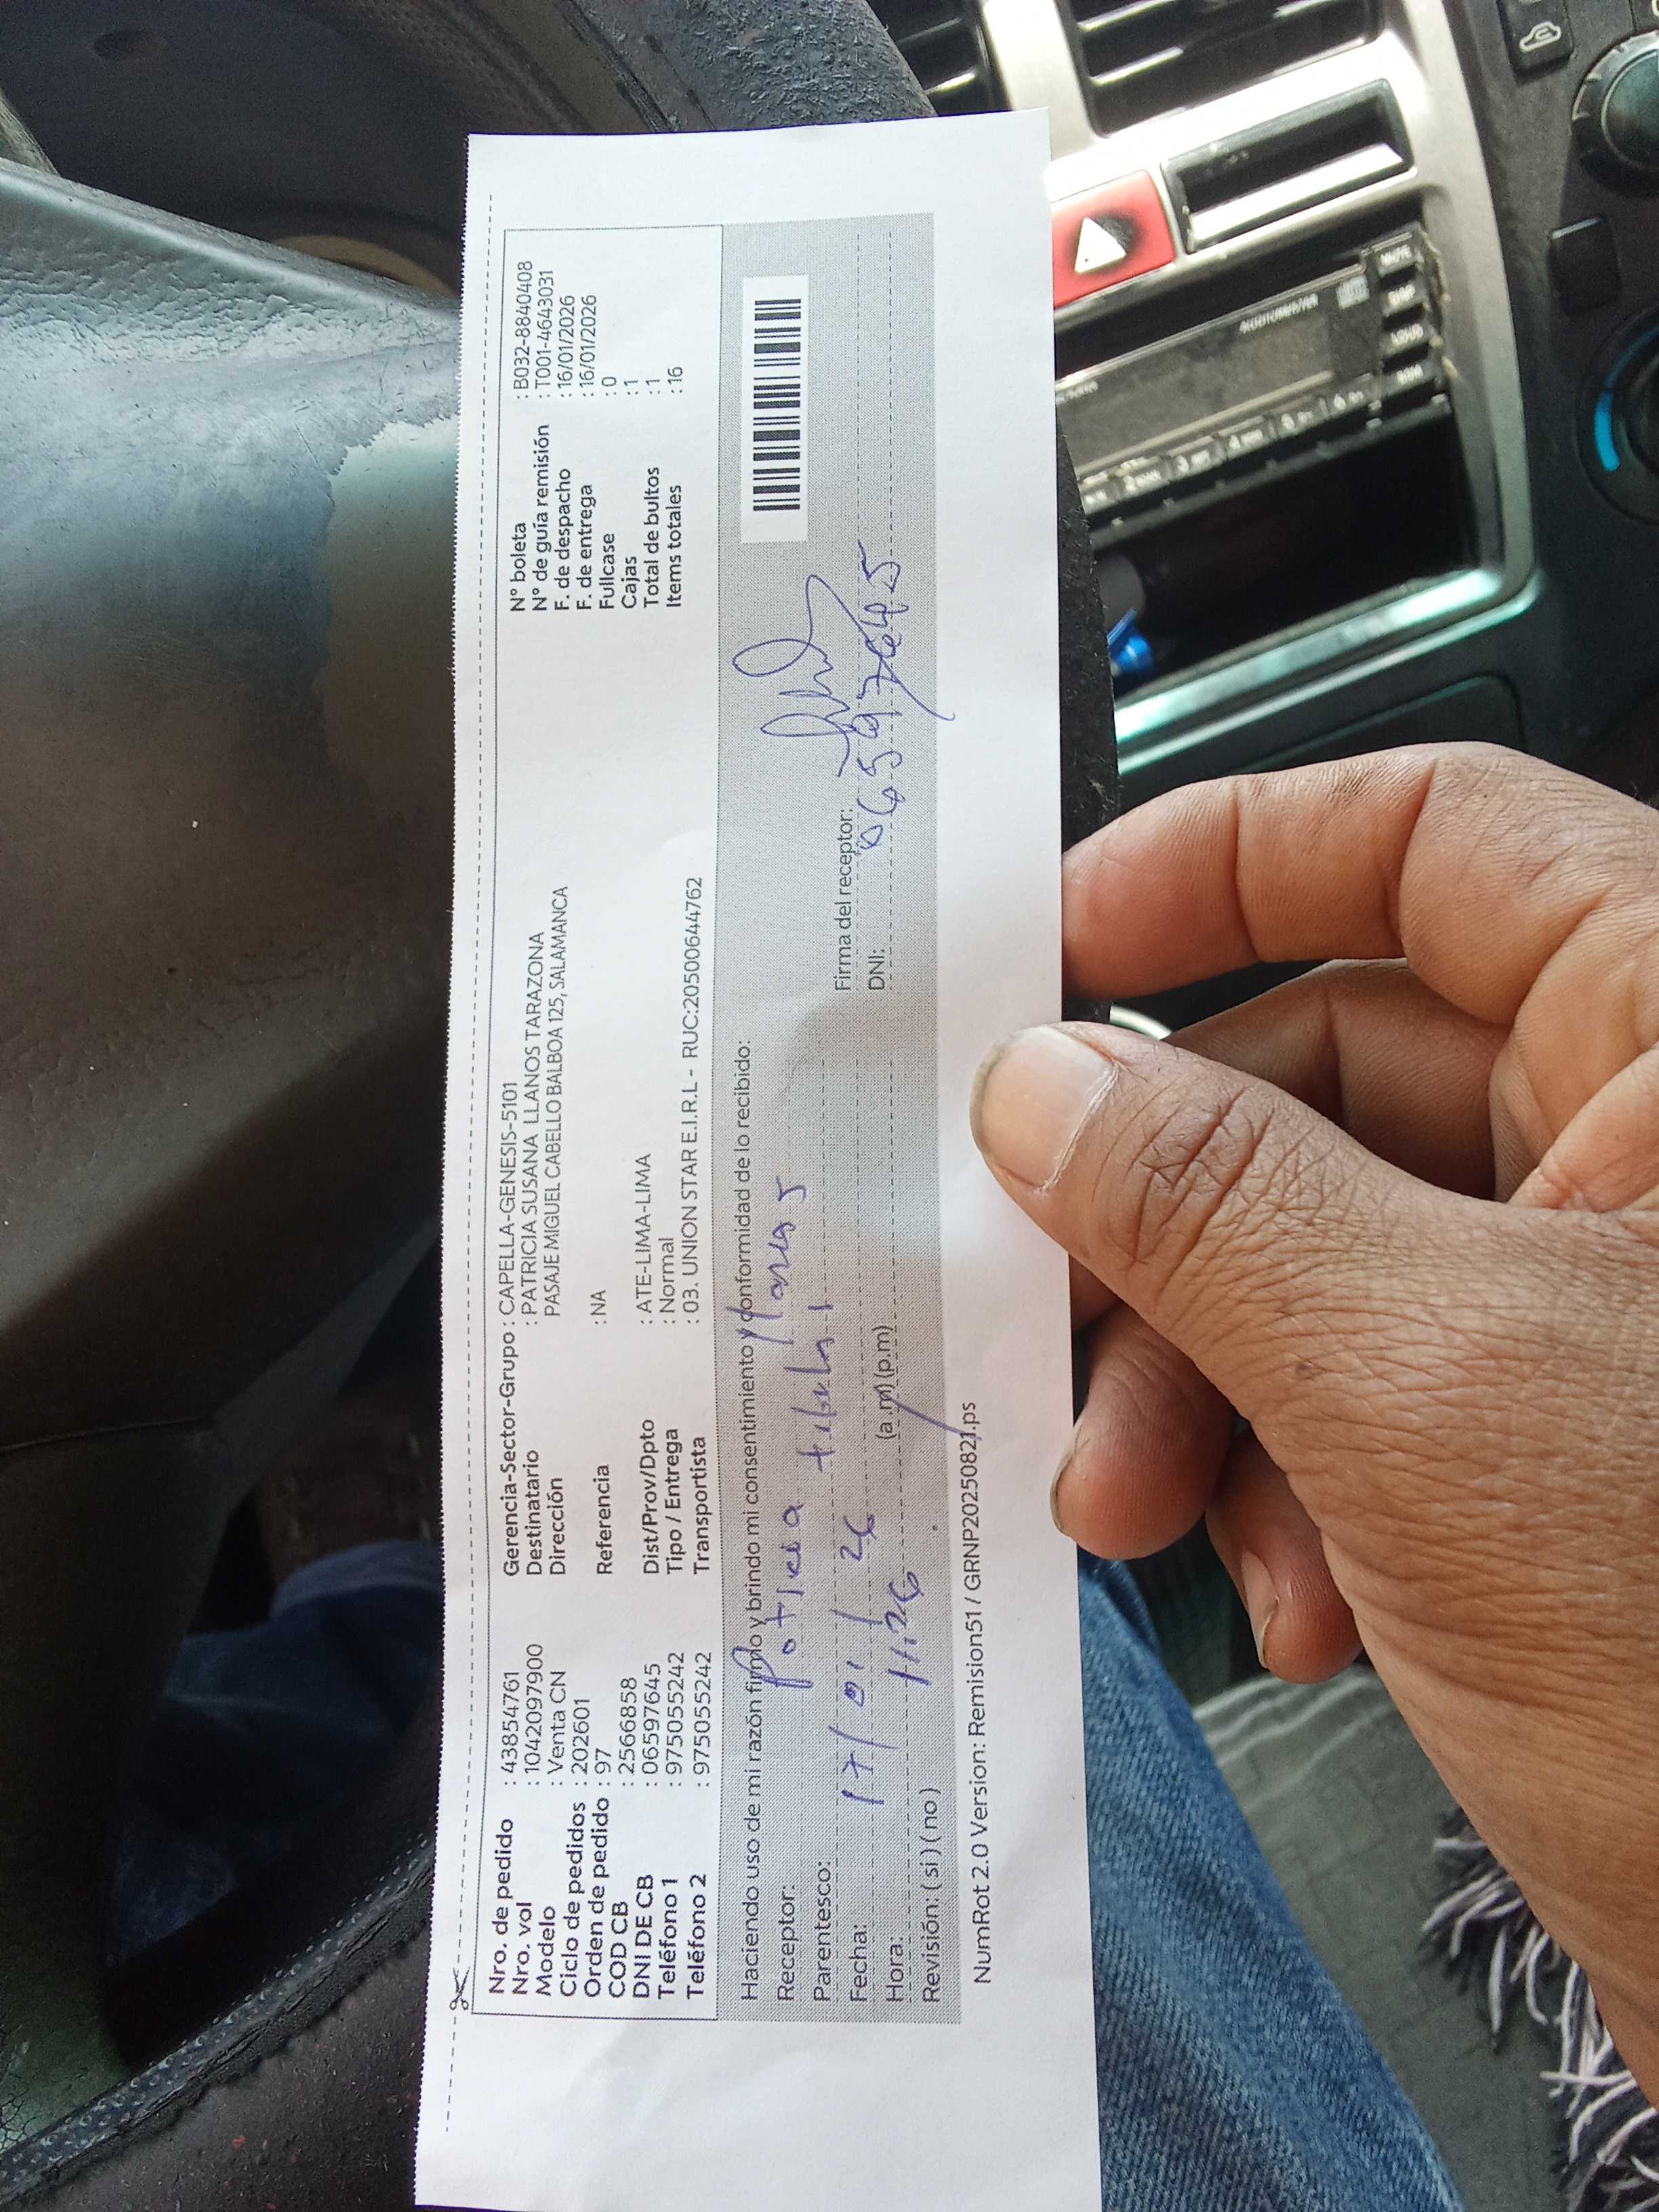 Nro. de pedido : 43854761
Nro. vol : 1042097900
Modelo : Venta CN
Ciclo de pedidos : 202601
Orden de pedido : 97
COD CB : 2566858
DNI DE CB : 06597645
Teléfono 1 : 975055242
Teléfono 2 : 975055242
Gerencia-Sector-Grupo : CAPELLA-GENESIS-5101
Destinatario : PATRICIA SUSANA LLANOS TARAZONA
Dirección PASAJE MIGUEL CABELLO BALBOA 125, SALAMANCA
Referencia : NA
Dist/Prov/Dpto : ATE-LIMA-LIMA
Tipo / Entrega : Normal
Transportista : 03. UNION STAR E.I.R.L - RUC:20500644762
N° boleta : B032-8840408
N° de guía remisión : T001-4643031
F. de despacho : 16/01/2026
F. de entrega : 16/01/2026
Fullcase : 0
Cajas : 1
Total de bultos : 1
Items totales : 16
Haciendo uso de mi razón firmo y brindo mi consentimiento y conformidad de lo recibido:
Receptor:
Parentesco: titular
Fecha: 17/01/26
Hora: 11:26 (a.m) (p.m)
Revisión: ( si ) ( no )
Firma del receptor:
DNI: 06597645
NumRot 2.0 Version: Remision51 / GRNP20250821.ps
MUTE
DISP
LOUD